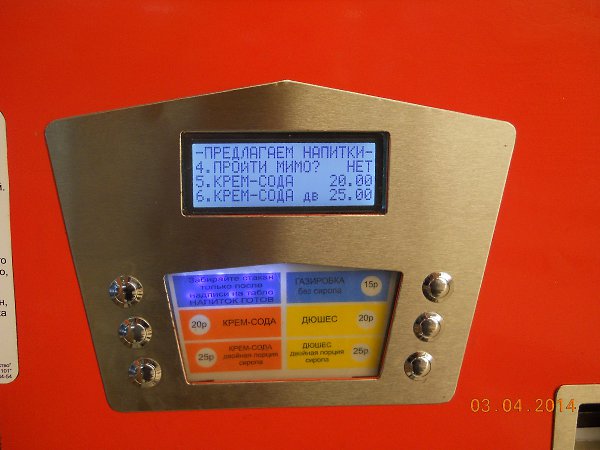 -ПРЕДЛАГАЕМ НАПИТКИ-
4.ПРОЙТИ МИМО? НЕТ
5.КРЕМ-СОДА 20.00
6.КРЕМ-СОДА дв 25.00
Забирайте стакан
только после
надписи на табло
НАПИТОК ГОТОВ
ГАЗИРОВКА
без сиропа
15р
20р
КРЕМ-СОДА
ДЮШЕС
20р
25р
КРЕМ-СОДА
двойная порция
сиропа
ДЮШЕС
двойная порция
сиропа
25р
03.04.2014